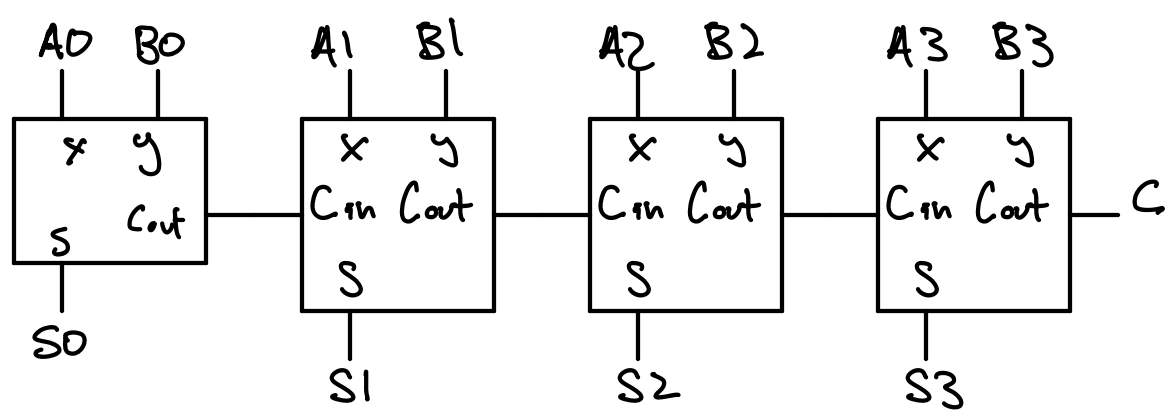 A0 B0 A1 B1 A2 B2 A3 B3
x y x y x y x y
Cout Cin Cout Cin Cout Cin Cout C
S S S S
S0 S1 S2 S3